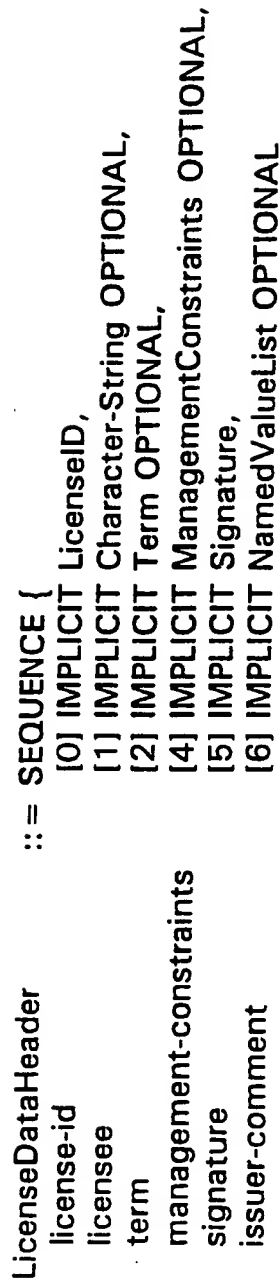 LicenseDataHeader ::= SEQUENCE {
license-id [0] IMPLICIT LicenseID,
licensee [1] IMPLICIT Character-String OPTIONAL,
term [2] IMPLICIT Term OPTIONAL,
management-constraints [4] IMPLICIT ManagementConstraints OPTIONAL,
signature [5] IMPLICIT Signature,
issuer-comment [6] IMPLICIT NamedValueList OPTIONAL